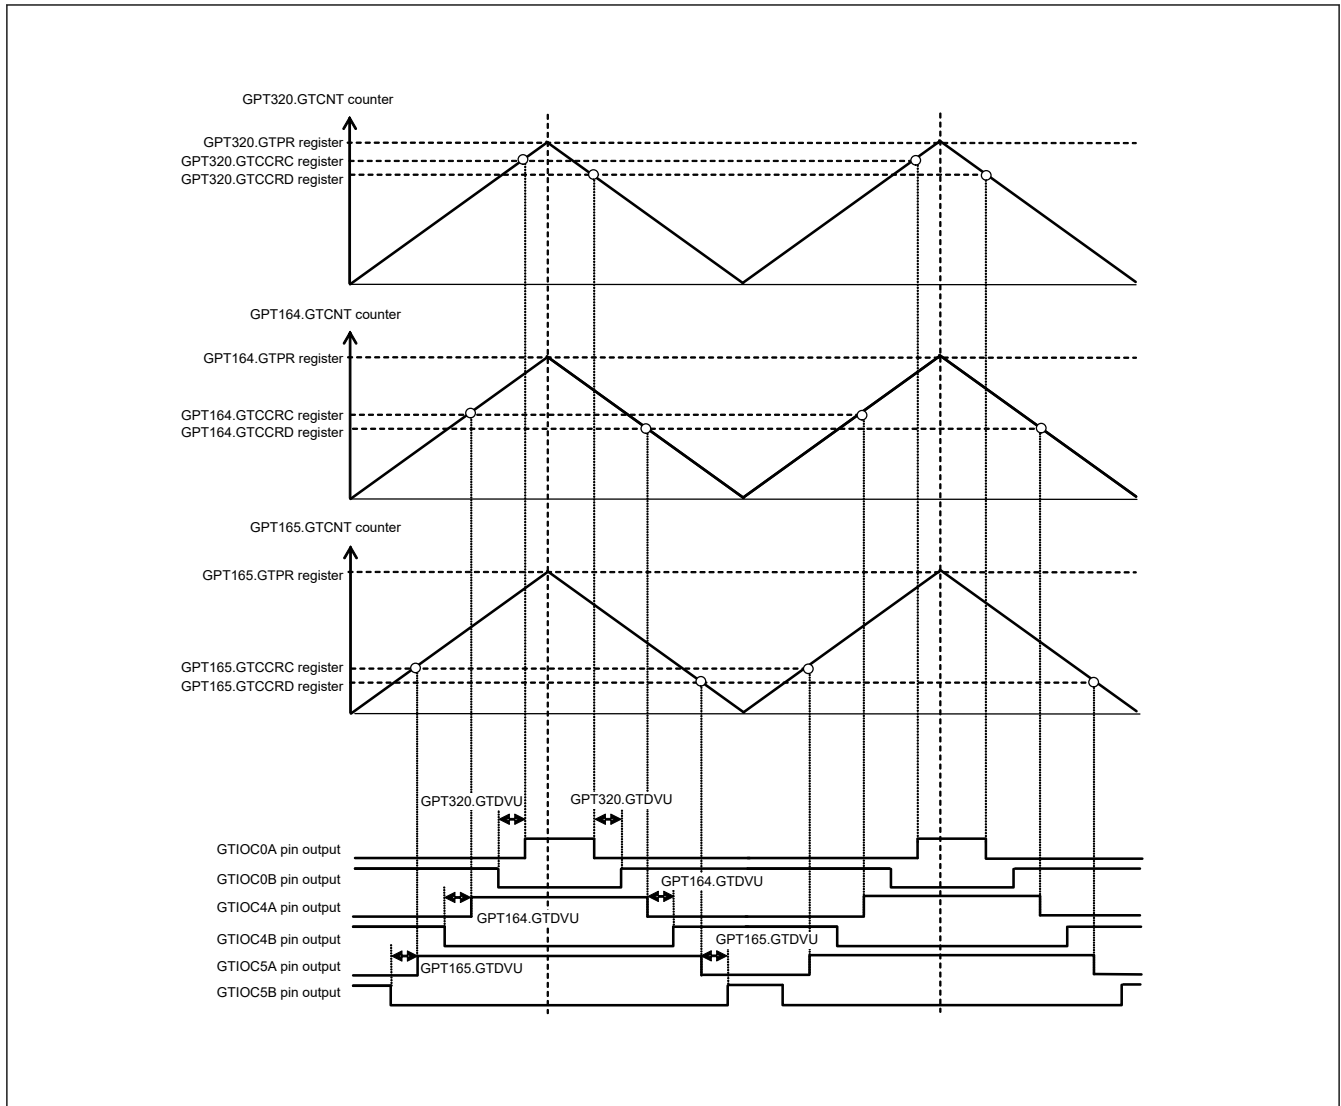 GPT320.GTCNT counter
GPT320.GTPR register
GPT320.GTCCRC register
GPT320.GTCCRD register
GPT164.GTCNT counter
GPT164.GTPR register
GPT164.GTCCRC register
GPT164.GTCCRD register
GPT165.GTCNT counter
GPT165.GTPR register
GPT165.GTCCRC register
GPT165.GTCCRD register
GPT320.GTDVU GPT320.GTDVU
GTIOC0A pin output
GTIOC0B pin output
GPT164.GTDVU
GTIOC4A pin output
GPT164.GTDVU
GTIOC4B pin output
GPT165.GTDVU
GTIOC5A pin output
GPT165.GTDVU
GTIOC5B pin output